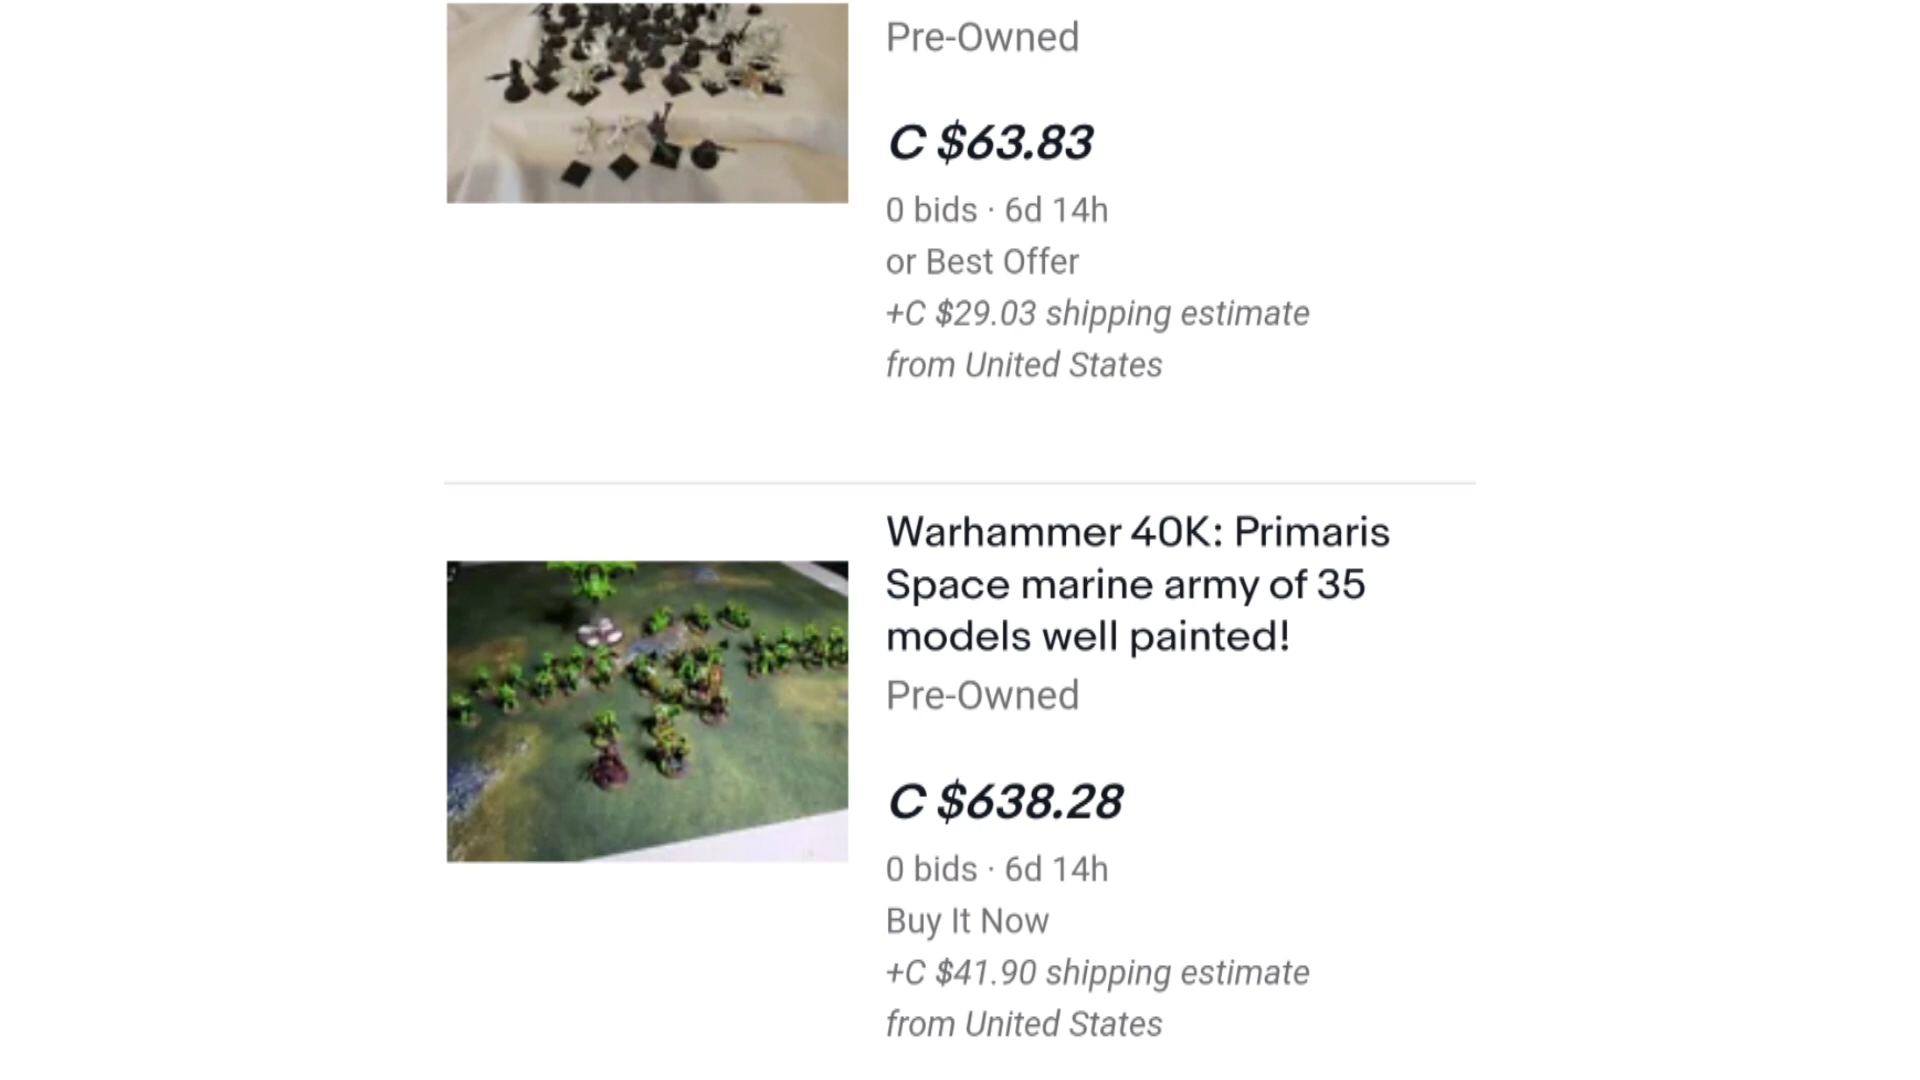 Pre-Owned
C $63.83
0 bids · 6d 14h
or Best Offer
+C $29.03 shipping estimate
from United States
Warhammer 40K: Primaris
Space marine army of 35
models well painted!
Pre-Owned
C $638.28
0 bids · 6d 14h
Buy It Now
+C $41.90 shipping estimate
from United States